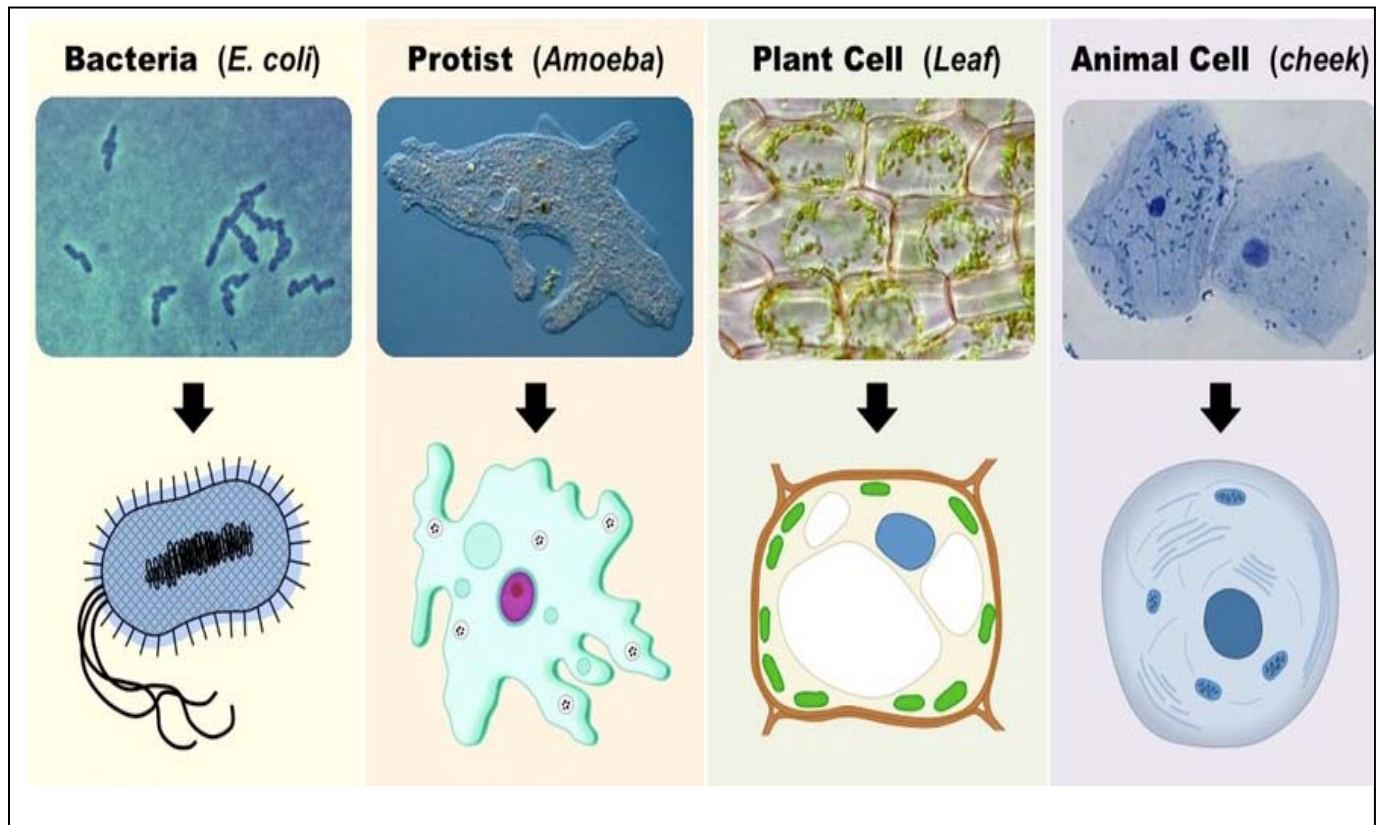 Bacteria (E. coli)
Protist (Amoeba)
Plant Cell (Leaf)
Animal Cell (cheek)